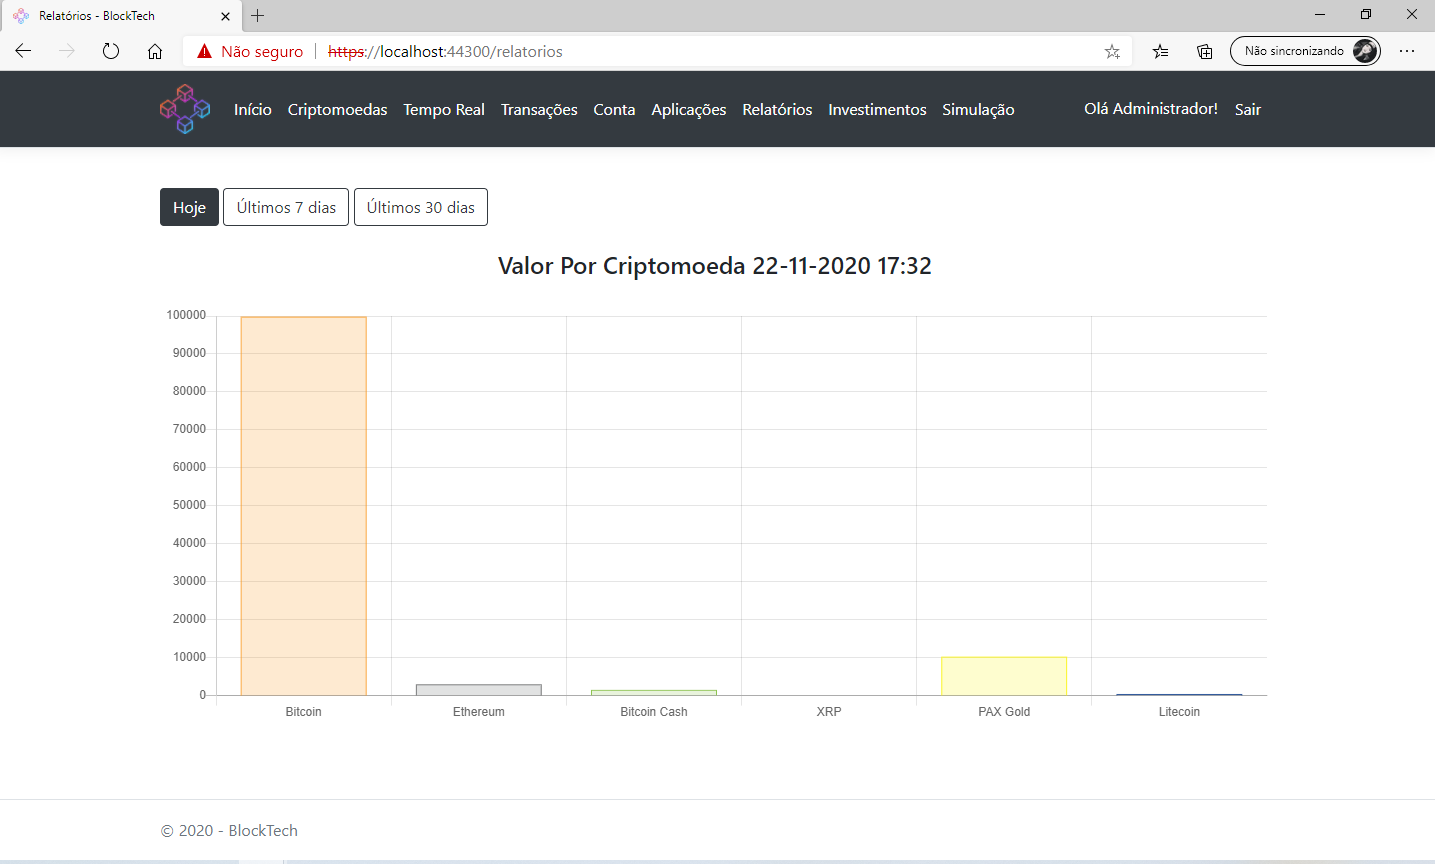 Relatórios - BlockTech
Não seguro
https://localhost:44300/relatorios
Não sincronizando
Início Criptomoedas Tempo Real Transações Conta Aplicações Relatórios Investimentos Simulação Olá Administrador! Sair
Hoje Últimos 7 dias Últimos 30 dias
Valor Por Criptomoeda 22-11-2020 17:32
100000
90000
80000
70000
60000
50000
40000
30000
20000
10000
0
Bitcoin Ethereum Bitcoin Cash XRP PAX Gold Litecoin
© 2020 - BlockTech